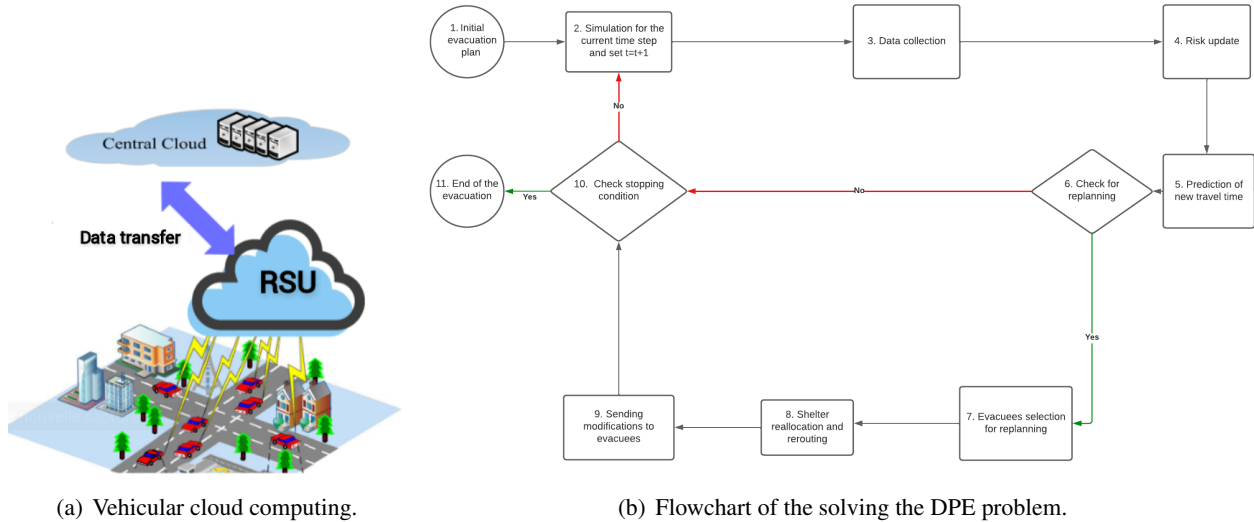 Central Cloud
Data transfer
RSU
(a) Vehicular cloud computing.
1. Initial
evacuation
plan
2. Simulation for the
current time step
and set t=t+1
3. Data collection
4. Risk update
No
11. End of the
evacuation
Yes
10. Check stopping
condition
No
6. Check for
replanning
5. Prediction of
new travel time
Yes
9. Sending
modifications to
evacuees
8. Shelter
reallocation and
rerouting
7. Evacuees selection
for replanning
(b) Flowchart of the solving the DPE problem.